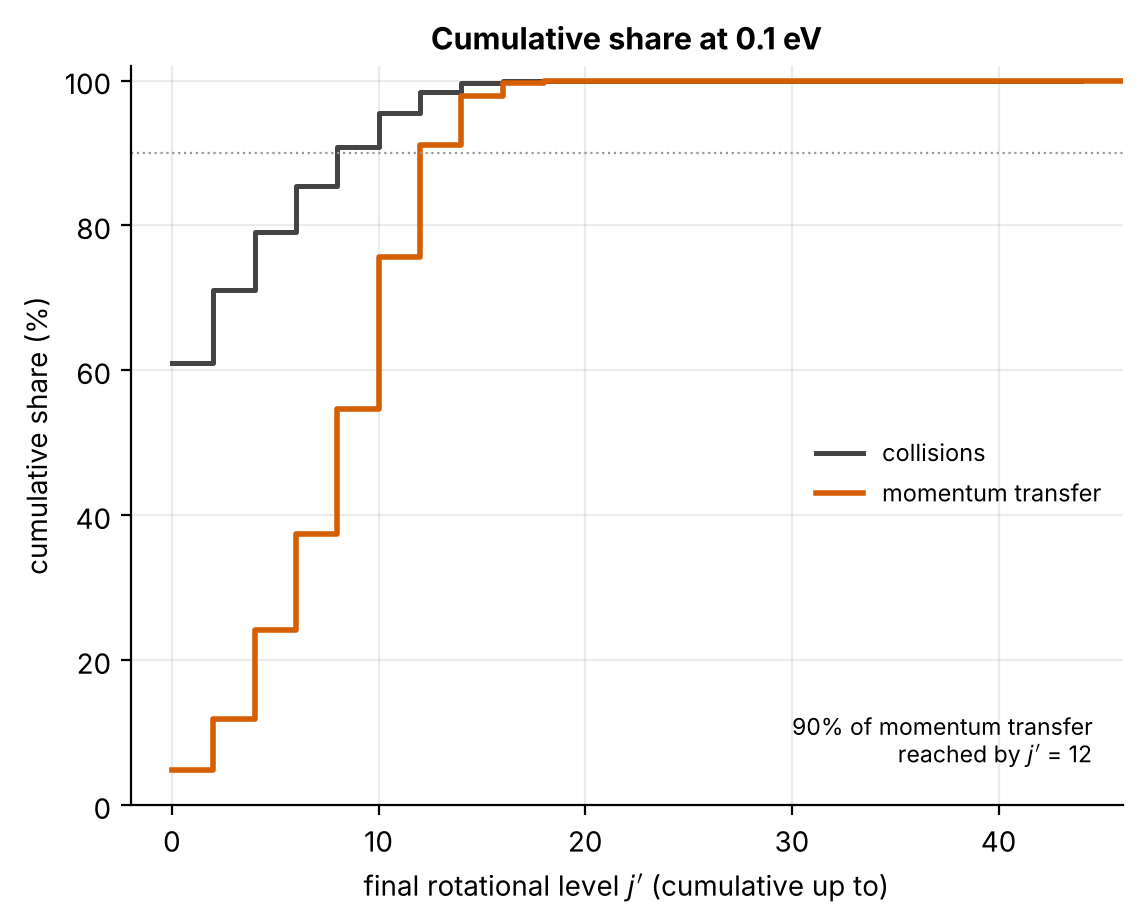 Cumulative share at 0.1 eV
100
80
60
40
20
0
cumulative share (%)
collisions
momentum transfer
90% of momentum transfer
reached by j′ = 12
0 10 20 30 40
final rotational level j′ (cumulative up to)